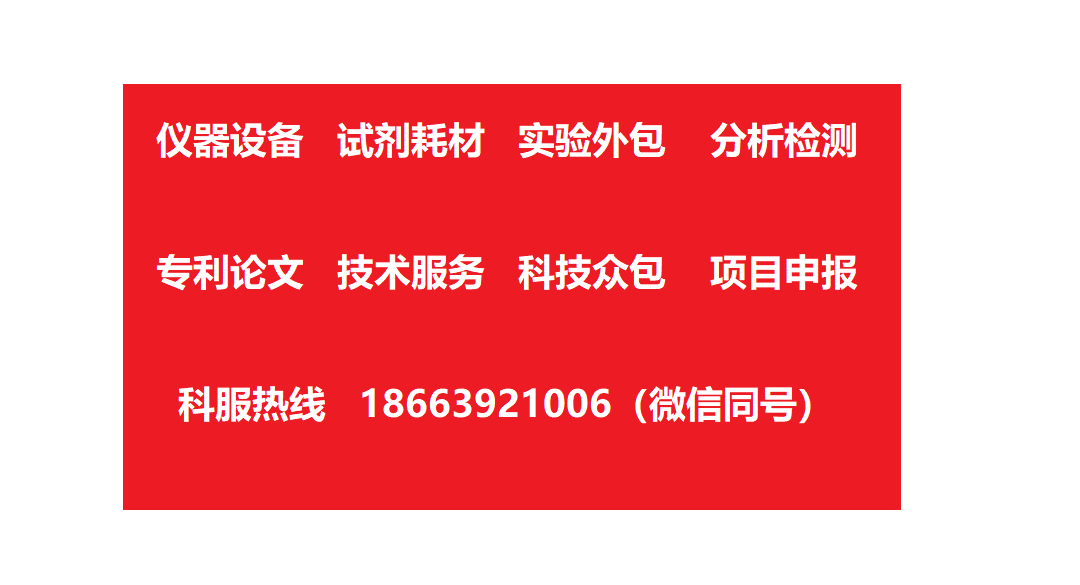 仪器设备 试剂耗材 实验外包 分析检测
专利论文 技术服务 科技众包 项目申报
科服热线 18663921006（微信同号）